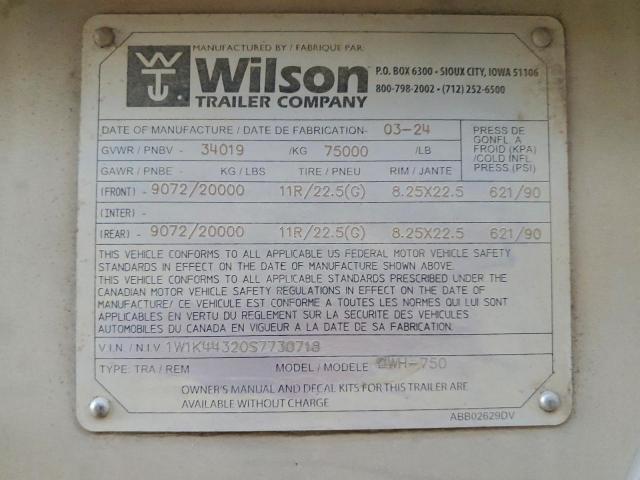 MANUFACTURED BY / FABRIQUE PAR:
WT Wilson
TRAILER COMPANY
P.O. BOX 6300 • SIOUX CITY, IOWA 51106
800-798-2002 • (712) 252-6500
DATE OF MANUFACTURE / DATE DE FABRICATION- 03-24
GVWR / PNBV - 34019 /KG 75000 /LB
PRESS DE
GONFL. A
FROID (KPA)
/COLD INFL.
PRESS (PSI)
GAWR / PNBE - KG / LBS TIRE / PNEU RIM / JANTE
(FRONT) - 9072/20000 11R/22.5(G) 8.25X22.5 621/90
(INTER) -
(REAR) - 9072/20000 11R/22.5(G) 8.25X22.5 621/90
THIS VEHICLE CONFORMS TO ALL APPLICABLE US FEDERAL MOTOR VEHICLE SAFETY
STANDARDS IN EFFECT ON THE DATE OF MANUFACTURE SHOWN ABOVE.
THIS VEHICLE CONFORMS TO ALL APPLICABLE STANDARDS PRESCRIBED UNDER THE
CANADIAN MOTOR VEHICLE SAFETY REGULATIONS IN EFFECT ON THE DATE OF
MANUFACTURE/ CE VEHICULE EST CONFORME A TOUTES LES NORMES QUI LUI SONT
APPLICABLES EN VERTU DU REGLEMENT SUR LA SECURITE DES VEHICULES
AUTOMOBILES DU CANADA EN VIGUEUR A LA DATE DE SA FABRICATION.
V.I.N / N.I.V 1W1K44320S7730718
TYPE: TRA / REM MODEL / MODELE
OWNER'S MANUAL AND DECAL KITS FOR THIS TRAILER ARE
AVAILABLE WITHOUT CHARGE
ABB02629DV